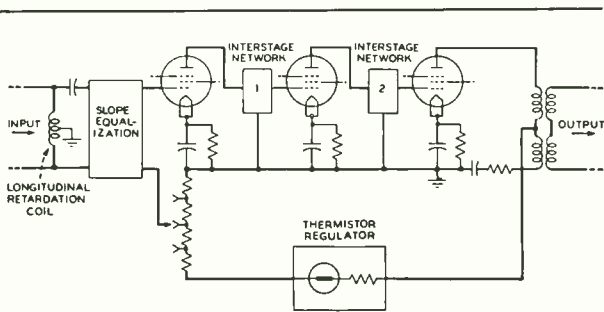 INTERSTAGE
NETWORK
1
INTERSTAGE
NETWORK
2
SLOPE
EQUAL-
IZATION
INPUT
LONGITUDINAL
RETARDATION
COIL
OUTPUT
THERMISTOR
REGULATOR